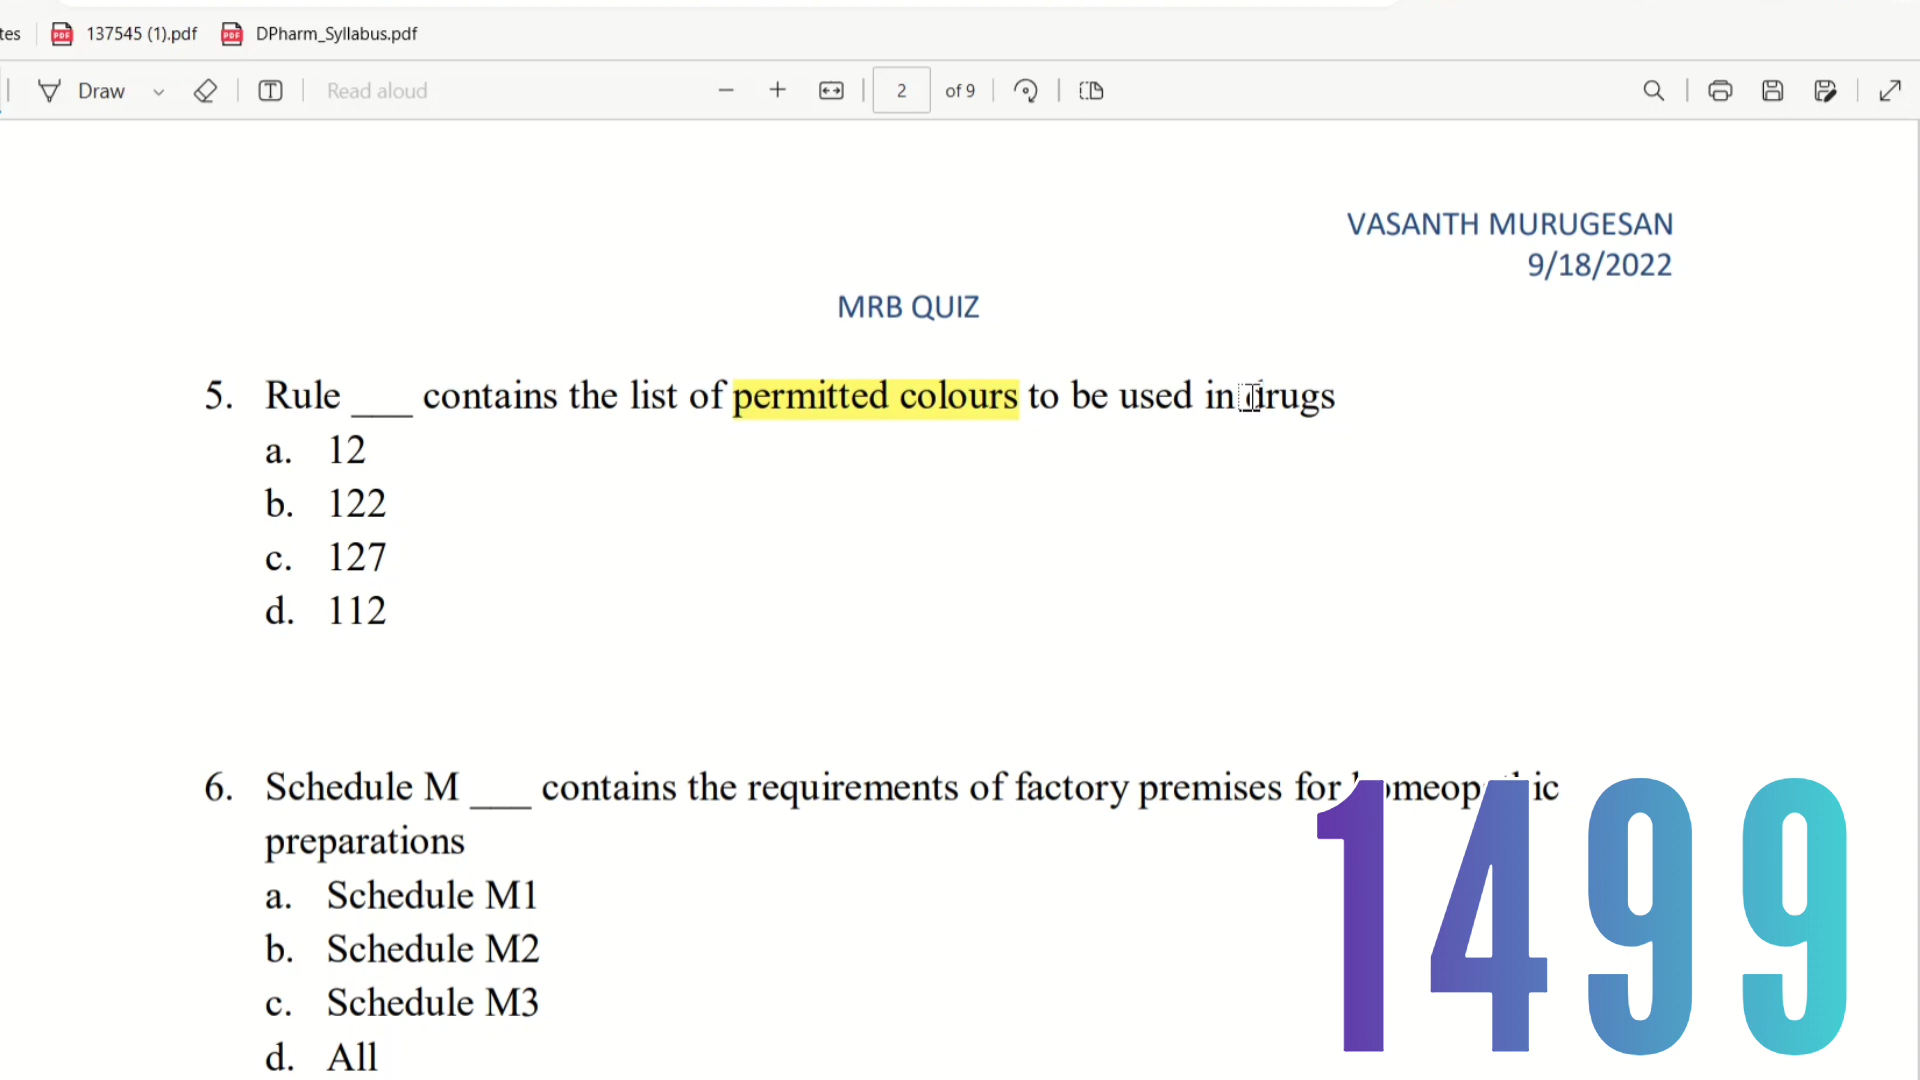 tes 137545 (1).pdf DPharm_Syllabus.pdf
Draw Read aloud 2 of 9
VASANTH MURUGESAN
9/18/2022
MRB QUIZ
5. Rule ___ contains the list of permitted colours to be used in drugs
a. 12
b. 122
c. 127
d. 112
6. Schedule M ___ contains the requirements of factory premises for homeopathic
preparations
a. Schedule M1
b. Schedule M2
c. Schedule M3
d. All
1499